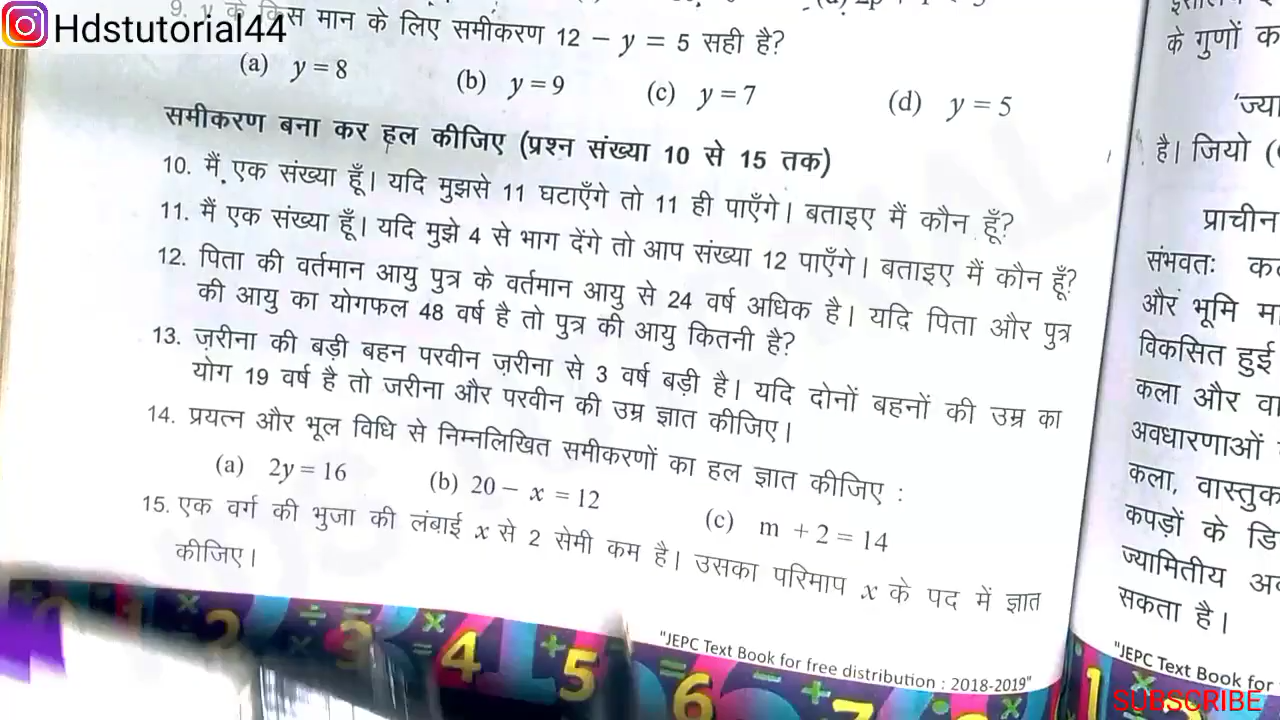 Hdstutorial44
9. y के किस मान के लिए समीकरण 12 – y = 5 सही है?
(a) y = 8 (b) y = 9 (c) y = 7 (d) y = 5
समीकरण बना कर हल कीजिए (प्रश्न संख्या 10 से 15 तक)
10. मैं एक संख्या हूँ। यदि मुझसे 11 घटाएँगे तो 11 ही पाएँगे। बताइए मैं कौन हूँ?
11. मैं एक संख्या हूँ। यदि मुझे 4 से भाग देंगे तो आप संख्या 12 पाएँगे। बताइए मैं कौन हूँ?
12. पिता की वर्तमान आयु पुत्र के वर्तमान आयु से 24 वर्ष अधिक है। यदि पिता और पुत्र
की आयु का योगफल 48 वर्ष है तो पुत्र की आयु कितनी है?
13. ज़रीना की बड़ी बहन परवीन ज़रीना से 3 वर्ष बड़ी है। यदि दोनों बहनों की उम्र का
योग 19 वर्ष है तो जरीना और परवीन की उम्र ज्ञात कीजिए।
14. प्रयत्न और भूल विधि से निम्नलिखित समीकरणों का हल ज्ञात कीजिए :
(a) 2y = 16 (b) 20 – x = 12 (c) m + 2 = 14
15. एक वर्ग की भुजा की लंबाई x से 2 सेमी कम है। उसका परिमाप x के पद में ज्ञात
कीजिए।
"JEPC Text Book for free distribution : 2018-2019"
के गुणों
है। जियो
प्राचीन
संभवतः
और भूमि
विकसित हुई
कला और
अवधारणाओं
कला,
कपड़ों के
ज्यामितीय
सकता है।
"JEPC Text Book for
SUBSCRIBE